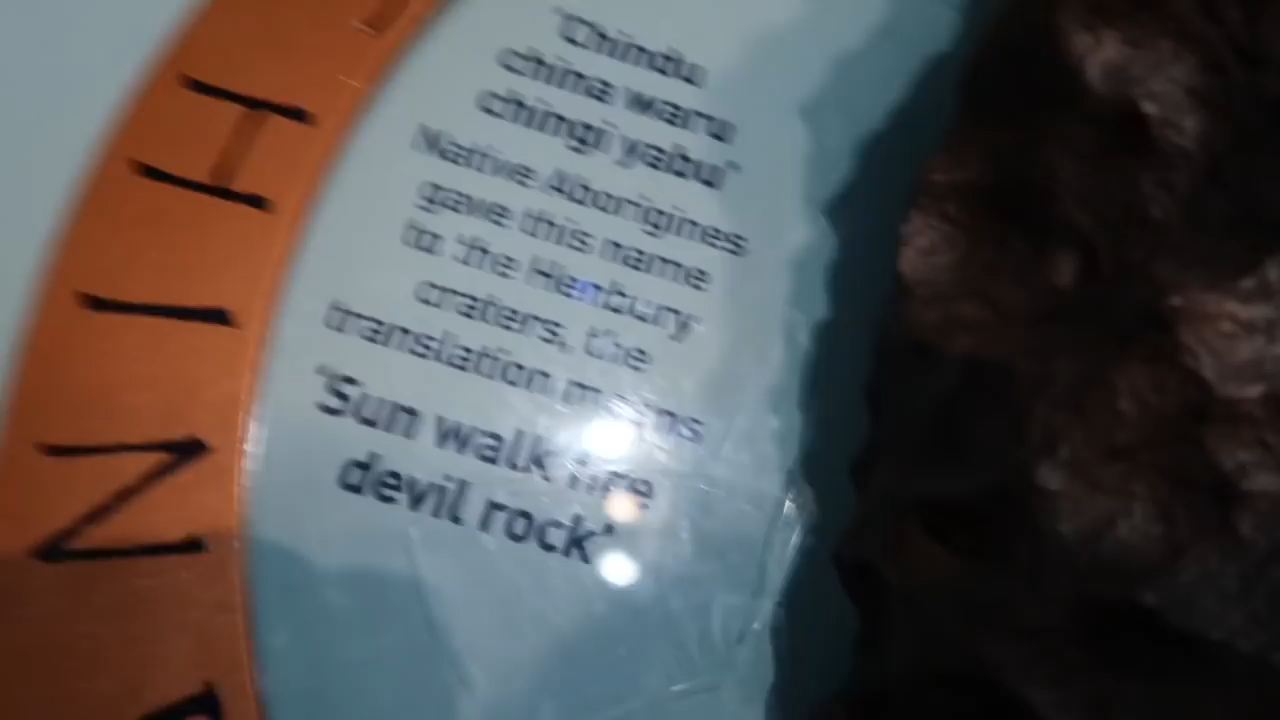 'Chindu
china waru
chingi yabu'
Native Aborigines
gave this name
to the Henbury
craters, the
translation means
'Sun walk fire
devil rock'
H I N